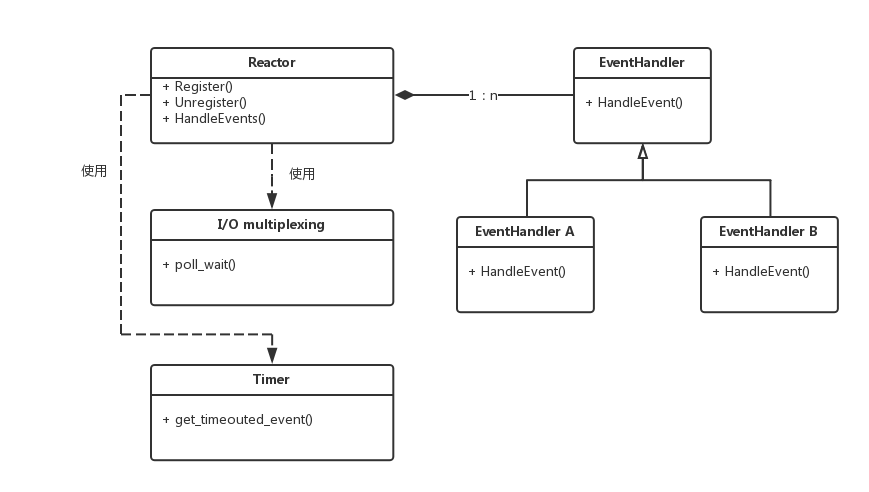 Reactor
+ Register()
+ Unregister()
+ HandleEvents()
1：n
EventHandler
+ HandleEvent()
使用
使用
I/O multiplexing
+ poll_wait()
EventHandler A
+ HandleEvent()
EventHandler B
+ HandleEvent()
Timer
+ get_timeouted_event()